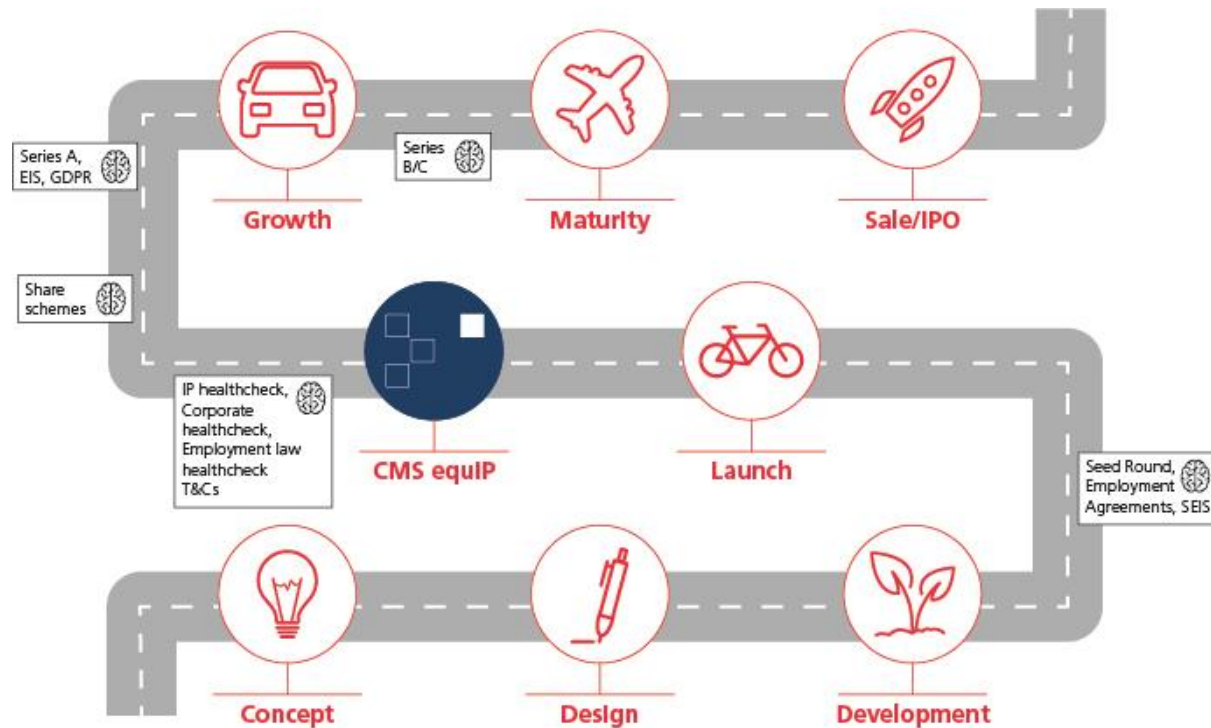 Series A,
EIS, GDPR
Series
B/C
Growth
Maturity
Sale/IPO
Share
schemes
IP healthcheck,
Corporate
healthcheck,
Employment law
healthcheck
T&Cs
CMS equIP
Launch
Seed Round,
Employment
Agreements, SEIS
Concept
Design
Development